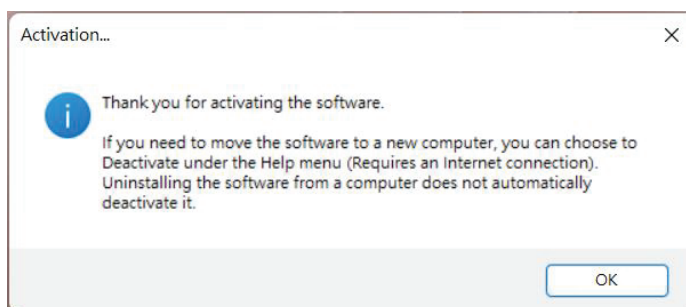 Activation...
Thank you for activating the software.
If you need to move the software to a new computer, you can choose to
Deactivate under the Help menu (Requires an Internet connection).
Uninstalling the software from a computer does not automatically
deactivate it.
OK